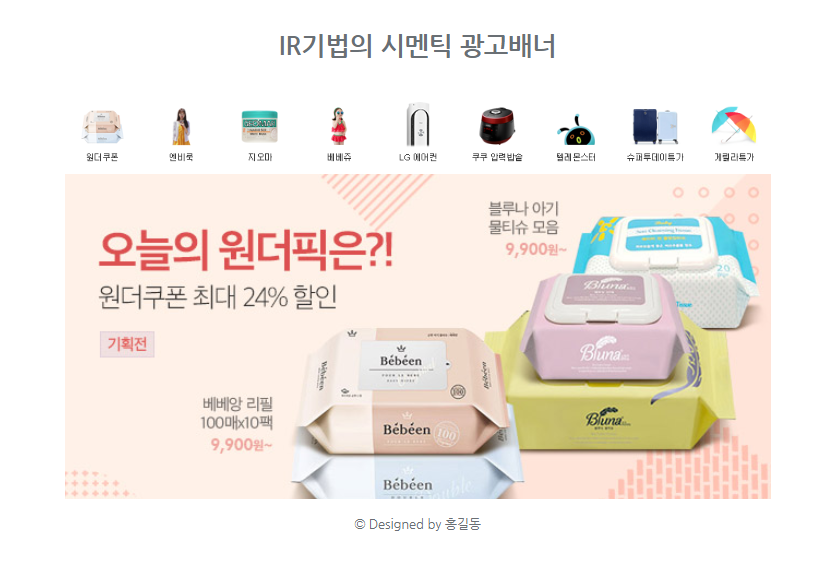 IR기법의 시멘틱 광고배너
원더쿠폰
엔비룩
지오마
베베쥬
LG 에어컨
쿠쿠 압력밥솥
텔레몬스터
슈퍼투데이특가
게릴라특가
오늘의 원더픽은?!
원더쿠폰 최대 24% 할인
기획전
블루나 아기
물티슈 모음
9,900원~
베베앙 리필
100매x10팩
9,900원~
Bluna
Bluna
Bébéen
Bébéen
100
Bébéen
© Designed by 홍길동